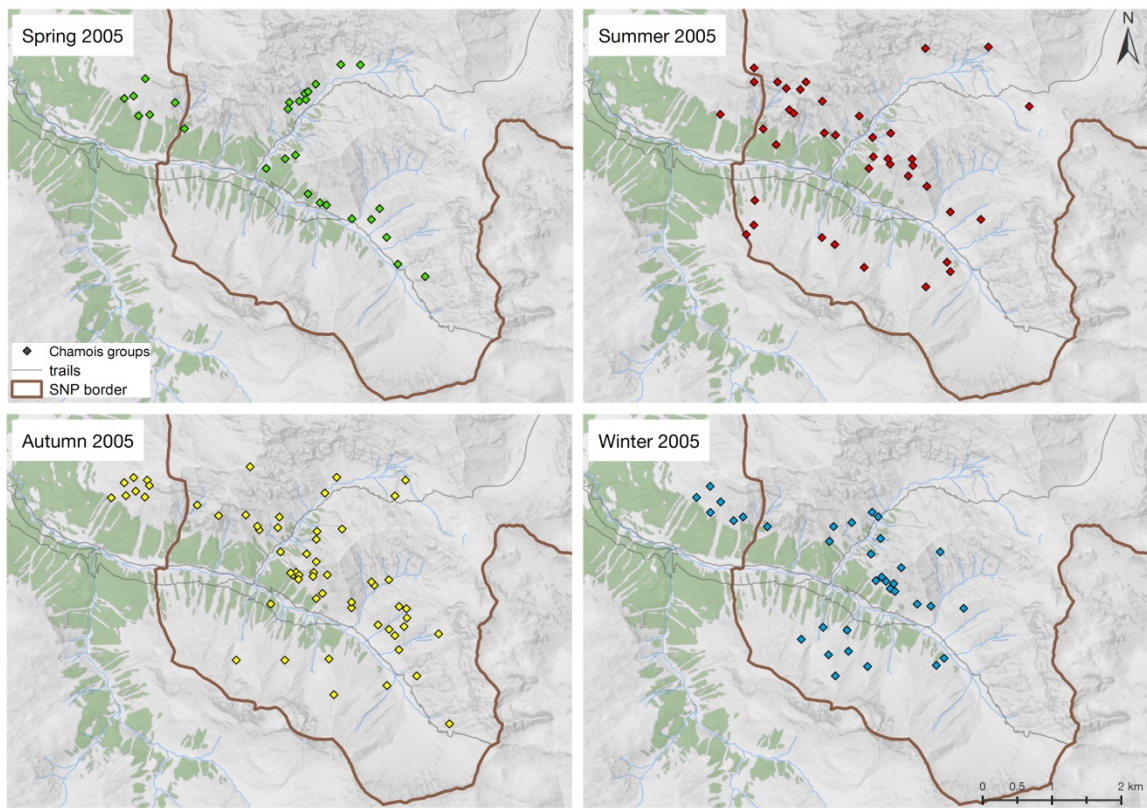 Spring 2005
Summer 2005
N
Chamois groups
trails
SNP border
Autumn 2005
Winter 2005
0 0.5 1 2 km